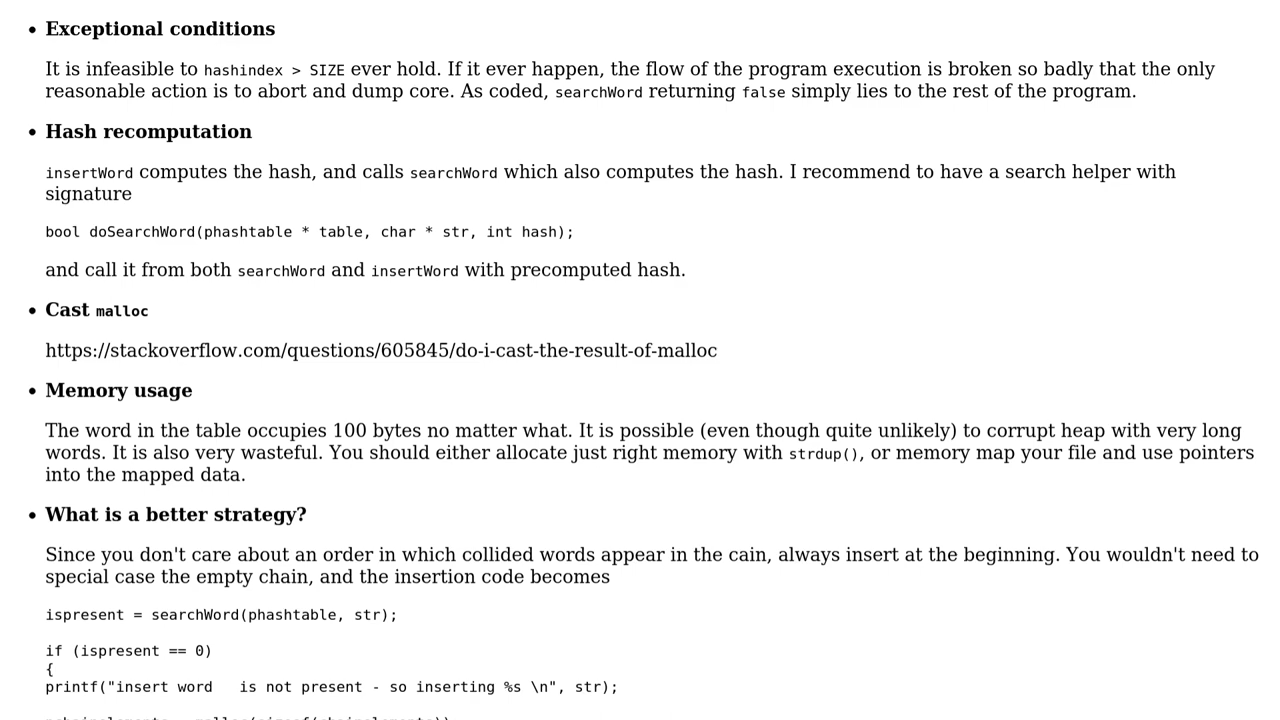 • Exceptional conditions
It is infeasible to hashindex > SIZE ever hold. If it ever happen, the flow of the program execution is broken so badly that the only
reasonable action is to abort and dump core. As coded, searchWord returning false simply lies to the rest of the program.
• Hash recomputation
insertWord computes the hash, and calls searchWord which also computes the hash. I recommend to have a search helper with
signature
bool doSearchWord(phashtable * table, char * str, int hash);
and call it from both searchWord and insertWord with precomputed hash.
• Cast malloc
https://stackoverflow.com/questions/605845/do-i-cast-the-result-of-malloc
• Memory usage
The word in the table occupies 100 bytes no matter what. It is possible (even though quite unlikely) to corrupt heap with very long
words. It is also very wasteful. You should either allocate just right memory with strdup(), or memory map your file and use pointers
into the mapped data.
• What is a better strategy?
Since you don't care about an order in which collided words appear in the cain, always insert at the beginning. You wouldn't need to
special case the empty chain, and the insertion code becomes
ispresent = searchWord(phashtable, str);
if (ispresent == 0)
{
printf("insert word   is not present - so inserting %s \n", str);